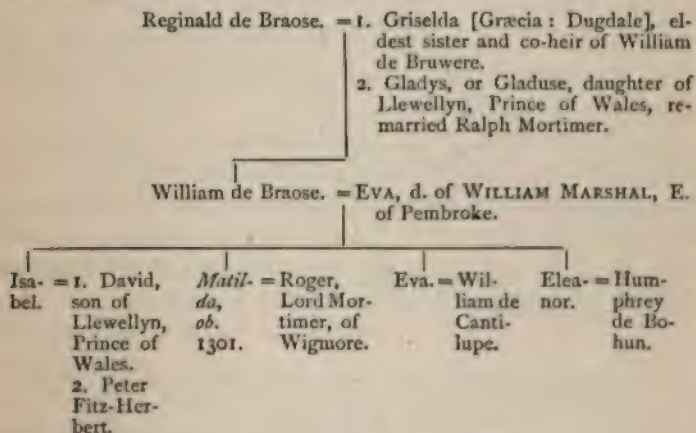 Reginald de Braose. = 1. Griselda [Græcia : Dugdale], el-
dest sister and co-heir of William
de Bruwere.
2. Gladys, or Gladuse, daughter of
Llewellyn, Prince of Wales, re-
married Ralph Mortimer.
William de Braose. = EVA, d. of WILLIAM MARSHAL, E.
of Pembroke.
Isa- = 1. David,
bel. son of
Llewellyn,
Prince of
Wales.
2. Peter
Fitz-Her-
bert.
Matil- = Roger,
da, Lord Mor-
ob. timer, of
1301. Wigmore.
Eva. = Wil-
liam de
Canti-
lupe.
Elea- = Hum-
nor. phrey
de Bo-
hun.